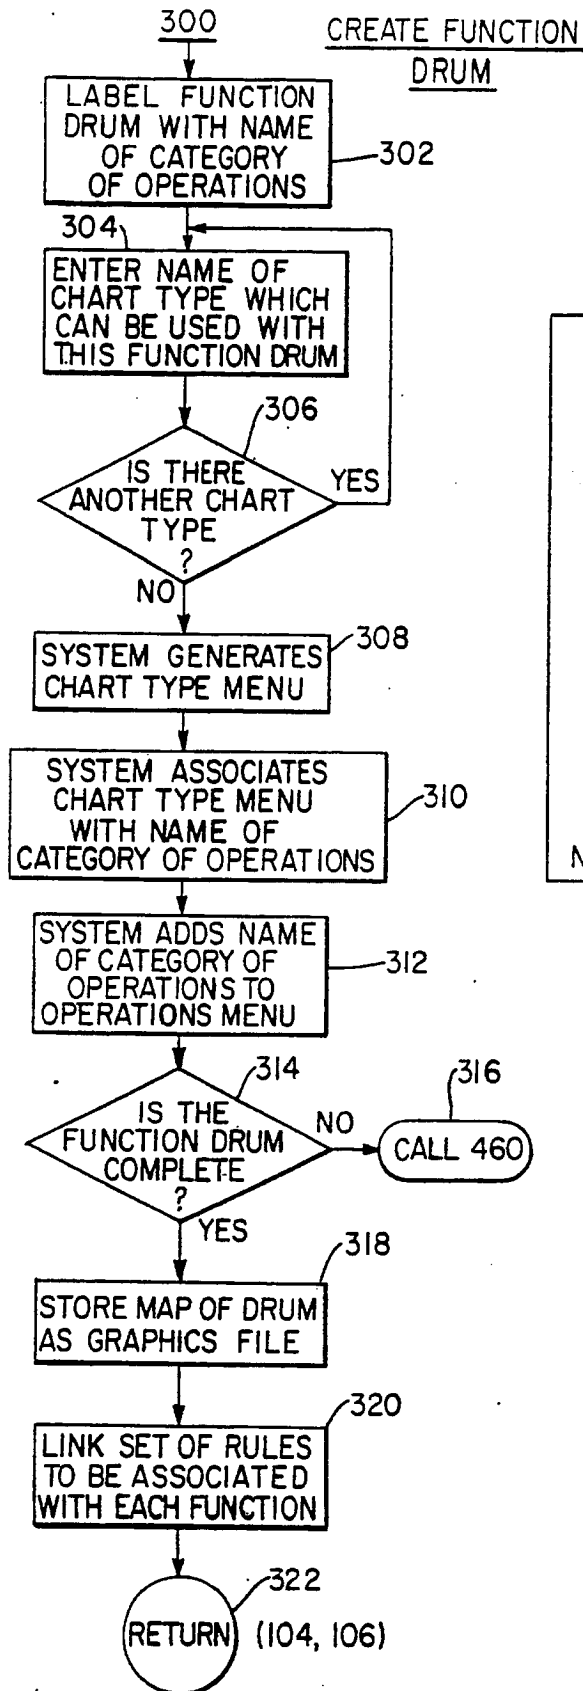 300
CREATE FUNCTION
DRUM
LABEL FUNCTION
DRUM WITH NAME
OF CATEGORY
OF OPERATIONS
302
304
ENTER NAME OF
CHART TYPE WHICH
CAN BE USED WITH
THIS FUNCTION DRUM
306
IS THERE
ANOTHER CHART
TYPE
?
YES
NO
308
SYSTEM GENERATES
CHART TYPE MENU
SYSTEM ASSOCIATES
CHART TYPE MENU
WITH NAME OF
CATEGORY OF OPERATIONS
310
N
SYSTEM ADDS NAME
OF CATEGORY OF
OPERATIONS TO
OPERATIONS MENU
312
314
IS THE
FUNCTION DRUM
COMPLETE
?
NO
316
CALL 460
YES
318
STORE MAP OF DRUM
AS GRAPHICS FILE
320
LINK SET OF RULES
TO BE ASSOCIATED
WITH EACH FUNCTION
322
RETURN (104, 106)